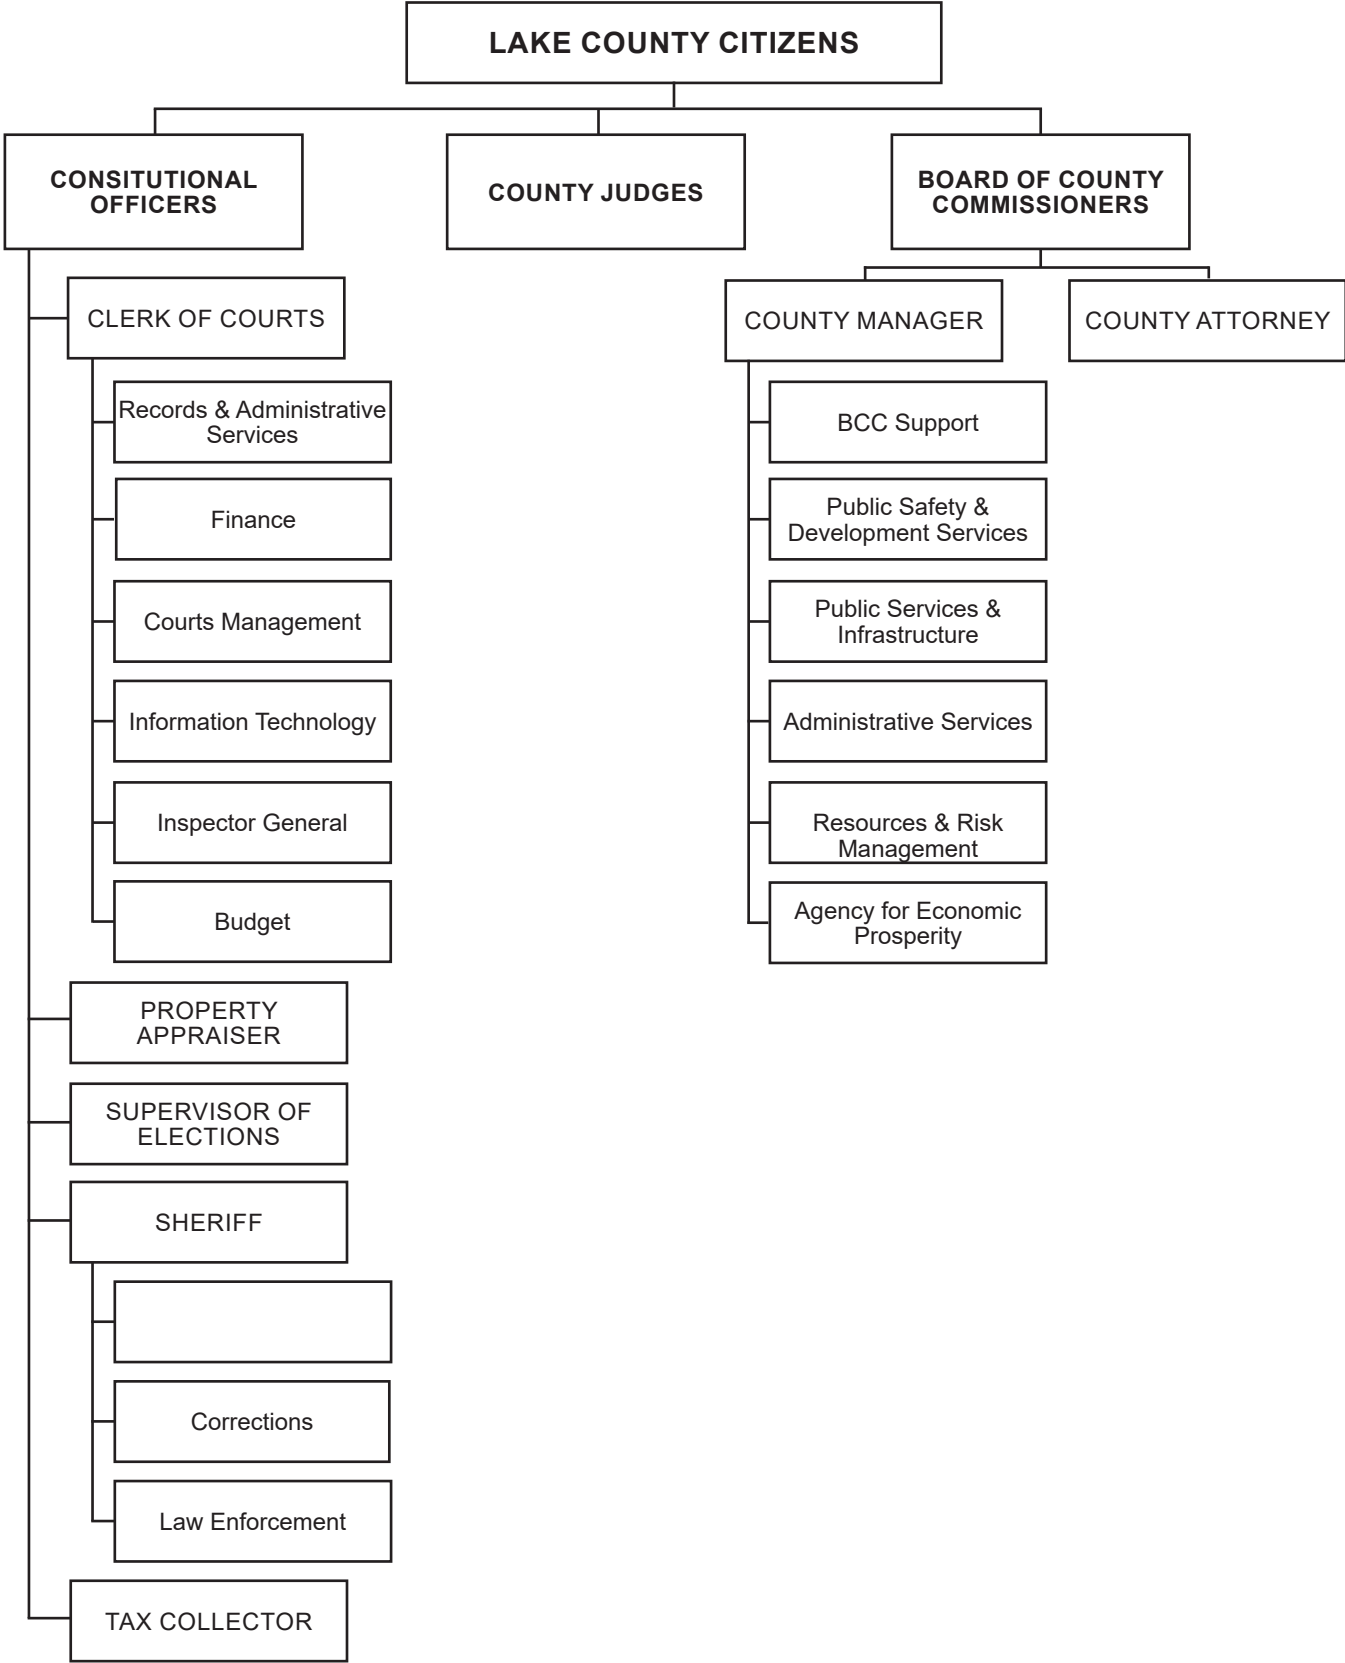 LAKE COUNTY CITIZENS
CONSITUTIONAL
OFFICERS
COUNTY JUDGES
BOARD OF COUNTY
COMMISSIONERS
CLERK OF COURTS
Records & Administrative
Services
Finance
Courts Management
Information Technology
Inspector General
Budget
PROPERTY
APPRAISER
SUPERVISOR OF
ELECTIONS
SHERIFF
Corrections
Law Enforcement
TAX COLLECTOR
COUNTY MANAGER
BCC Support
Public Safety &
Development Services
Public Services &
Infrastructure
Administrative Services
Resources & Risk
Management
Agency for Economic
Prosperity
COUNTY ATTORNEY